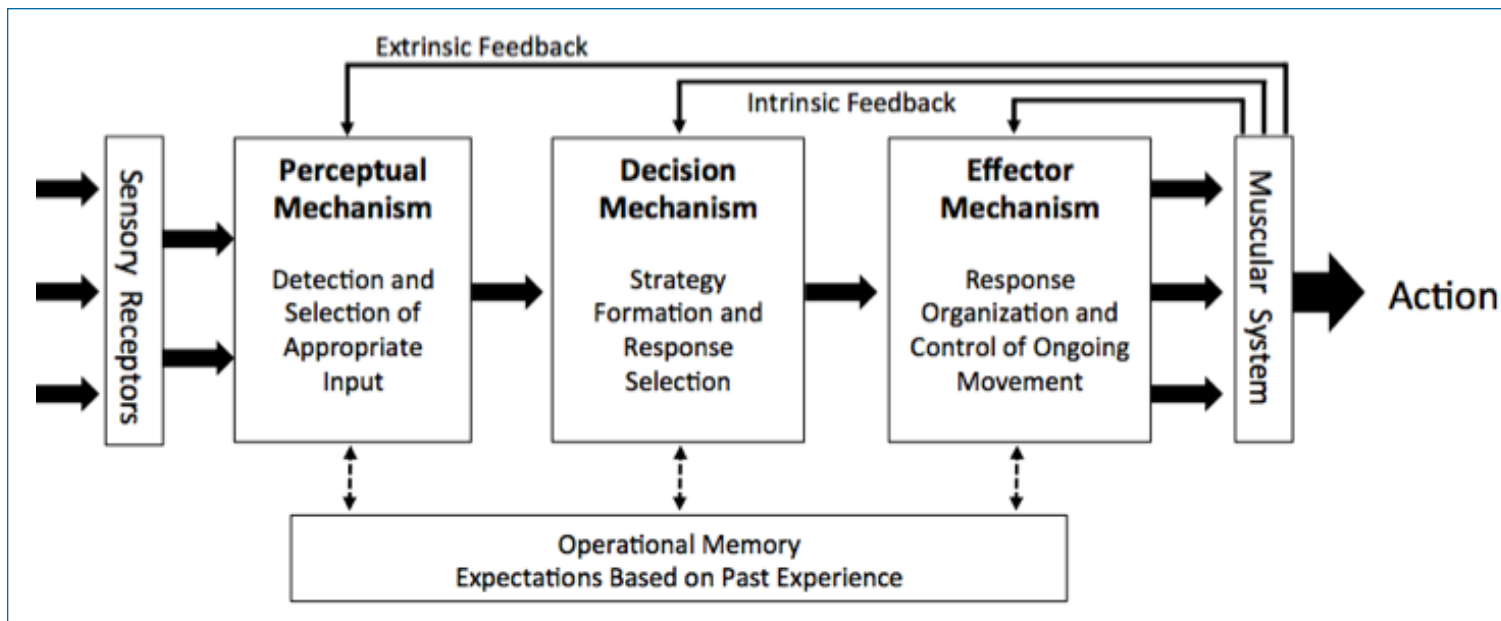 Extrinsic Feedback
Intrinsic Feedback
Sensory Receptors
Perceptual
Mechanism
Detection and
Selection of
Appropriate
Input
Decision
Mechanism
Strategy
Formation and
Response
Selection
Effector
Mechanism
Response
Organization and
Control of Ongoing
Movement
Muscular System
Action
Operational Memory
Expectations Based on Past Experience